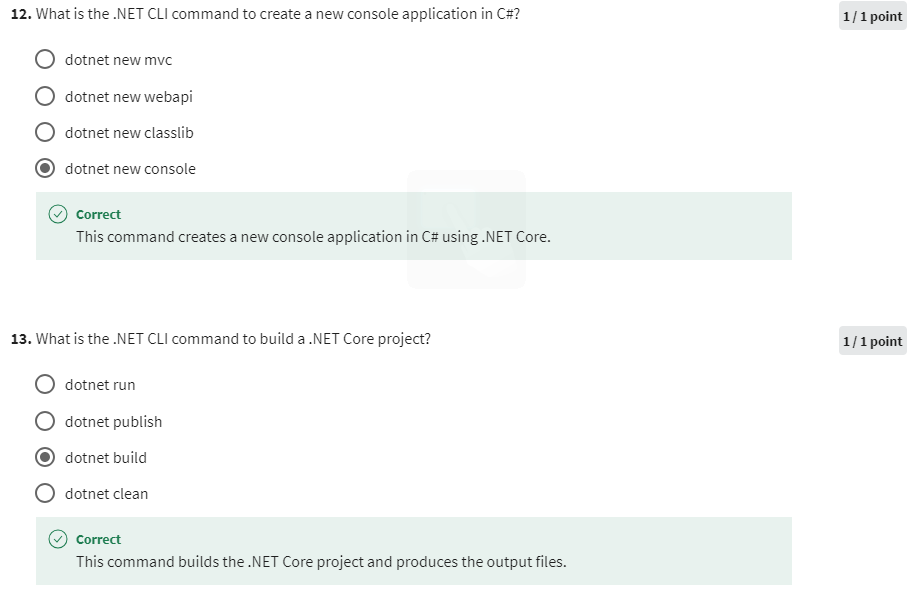 12. What is the .NET CLI command to create a new console application in C#?
1 / 1 point
dotnet new mvc
dotnet new webapi
dotnet new classlib
dotnet new console
Correct
This command creates a new console application in C# using .NET Core.
13. What is the .NET CLI command to build a .NET Core project?
1 / 1 point
dotnet run
dotnet publish
dotnet build
dotnet clean
Correct
This command builds the .NET Core project and produces the output files.